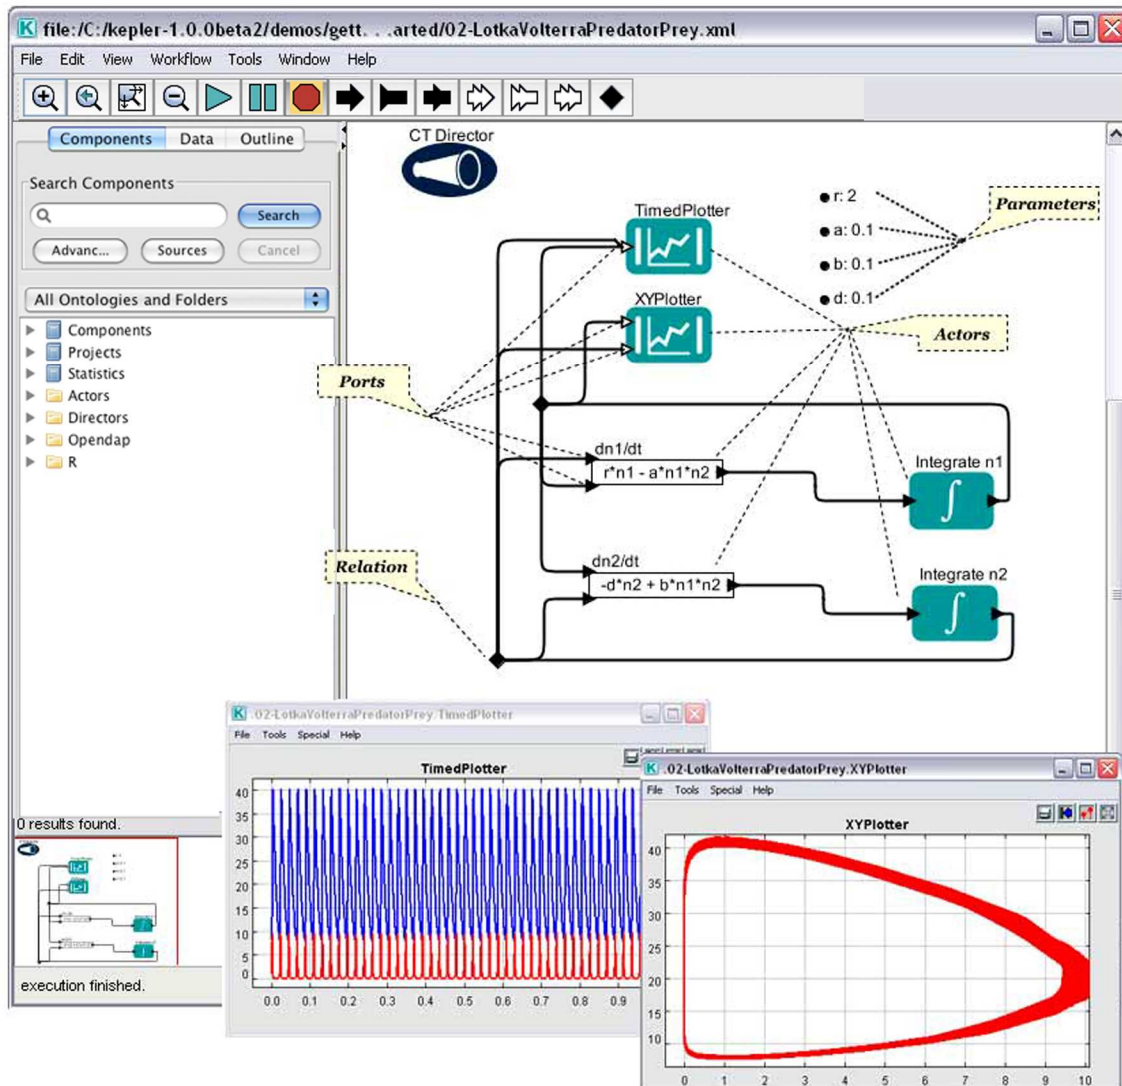 file:/C:/kepler-1.0.0beta2/demos/gett. . .arted/02-LotkaVolterraPredatorPrey.xml
File Edit View Workflow Tools Window Help
Components Data Outline
Search Components
Search
Advanc... Sources Cancel
All Ontologies and Folders
Components
Projects
Statistics
Actors
Directors
Opendap
R
0 results found.
execution finished.
CT Director
TimedPlotter
XYPlotter
r: 2
a: 0.1
b: 0.1
d: 0.1
Parameters
Actors
Ports
Relation
dn1/dt
r*n1 - a*n1*n2
Integrate n1
dn2/dt
-d*n2 + b*n1*n2
Integrate n2
.02-LotkaVolterraPredatorPrey.TimedPlotter
File Tools Special Help
TimedPlotter
40
35
30
25
20
15
10
5
0
0.0 0.1 0.2 0.3 0.4 0.5 0.6 0.7 0.8 0.9
.02-LotkaVolterraPredatorPrey.XYPlotter
File Tools Special Help
XYPlotter
40
35
30
25
20
15
10
0 1 2 3 4 5 6 7 8 9 10